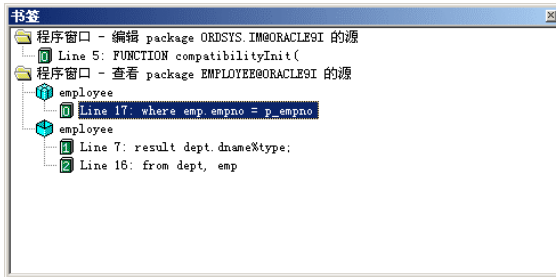 书签
程序窗口 - 编辑 package ORDSYS.IM@ORACLE9I 的源
0 Line 5: FUNCTION compatibilityInit(
程序窗口 - 查看 package EMPLOYEE@ORACLE9I 的源
employee
0 Line 17: where emp.empno = p_empno
employee
1 Line 7: result dept.dname%type;
2 Line 16: from dept, emp